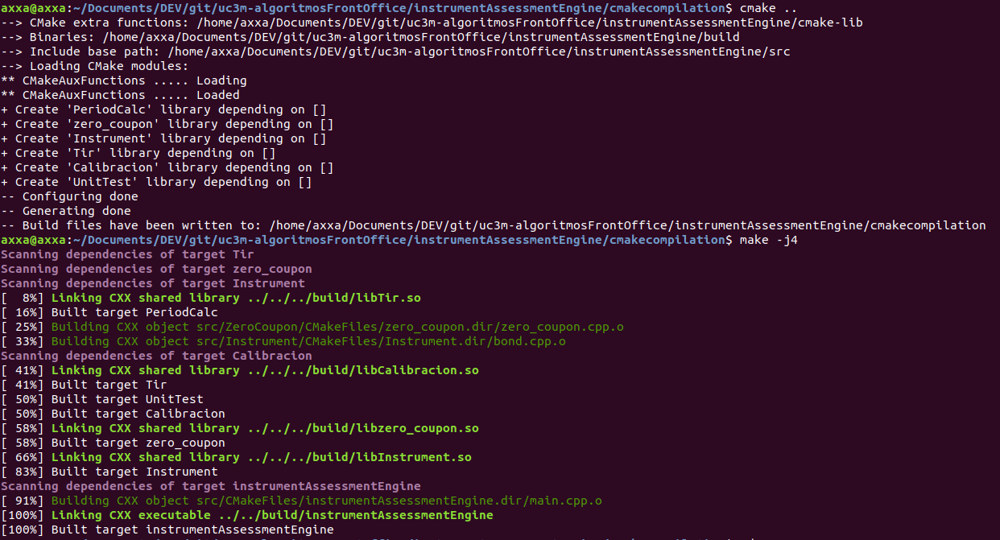 axxa@axxa:~/Documents/DEV/git/uc3m-algoritmosFrontOffice/instrumentAssessmentEngine/cmakecompilation$ cmake ..
--> CMake extra functions: /home/axxa/Documents/DEV/git/uc3m-algoritmosFrontOffice/instrumentAssessmentEngine/cmake-lib
--> Binaries: /home/axxa/Documents/DEV/git/uc3m-algoritmosFrontOffice/instrumentAssessmentEngine/build
--> Include base path: /home/axxa/Documents/DEV/git/uc3m-algoritmosFrontOffice/instrumentAssessmentEngine/src
--> Loading CMake modules:
** CMakeAuxFunctions ..... Loading
** CMakeAuxFunctions ..... Loaded
+ Create 'PeriodCalc' library depending on []
+ Create 'zero_coupon' library depending on []
+ Create 'Instrument' library depending on []
+ Create 'Tir' library depending on []
+ Create 'Calibracion' library depending on []
+ Create 'UnitTest' library depending on []
-- Configuring done
-- Generating done
-- Build files have been written to: /home/axxa/Documents/DEV/git/uc3m-algoritmosFrontOffice/instrumentAssessmentEngine/cmakecompilation
axxa@axxa:~/Documents/DEV/git/uc3m-algoritmosFrontOffice/instrumentAssessmentEngine/cmakecompilation$ make -j4
Scanning dependencies of target Tir
Scanning dependencies of target zero_coupon
Scanning dependencies of target Instrument
[  8%] Linking CXX shared library ../../../build/libTir.so
[ 16%] Built target PeriodCalc
[ 25%] Building CXX object src/ZeroCoupon/CMakeFiles/zero_coupon.dir/zero_coupon.cpp.o
[ 33%] Building CXX object src/Instrument/CMakeFiles/Instrument.dir/bond.cpp.o
Scanning dependencies of target Calibracion
[ 41%] Linking CXX shared library ../../../build/libCalibracion.so
[ 41%] Built target Tir
[ 50%] Built target UnitTest
[ 50%] Built target Calibracion
[ 58%] Linking CXX shared library ../../../build/libzero_coupon.so
[ 58%] Built target zero_coupon
[ 66%] Linking CXX shared library ../../../build/libInstrument.so
[ 83%] Built target Instrument
Scanning dependencies of target instrumentAssessmentEngine
[ 91%] Building CXX object src/CMakeFiles/instrumentAssessmentEngine.dir/main.cpp.o
[100%] Linking CXX executable ../../build/instrumentAssessmentEngine
[100%] Built target instrumentAssessmentEngine